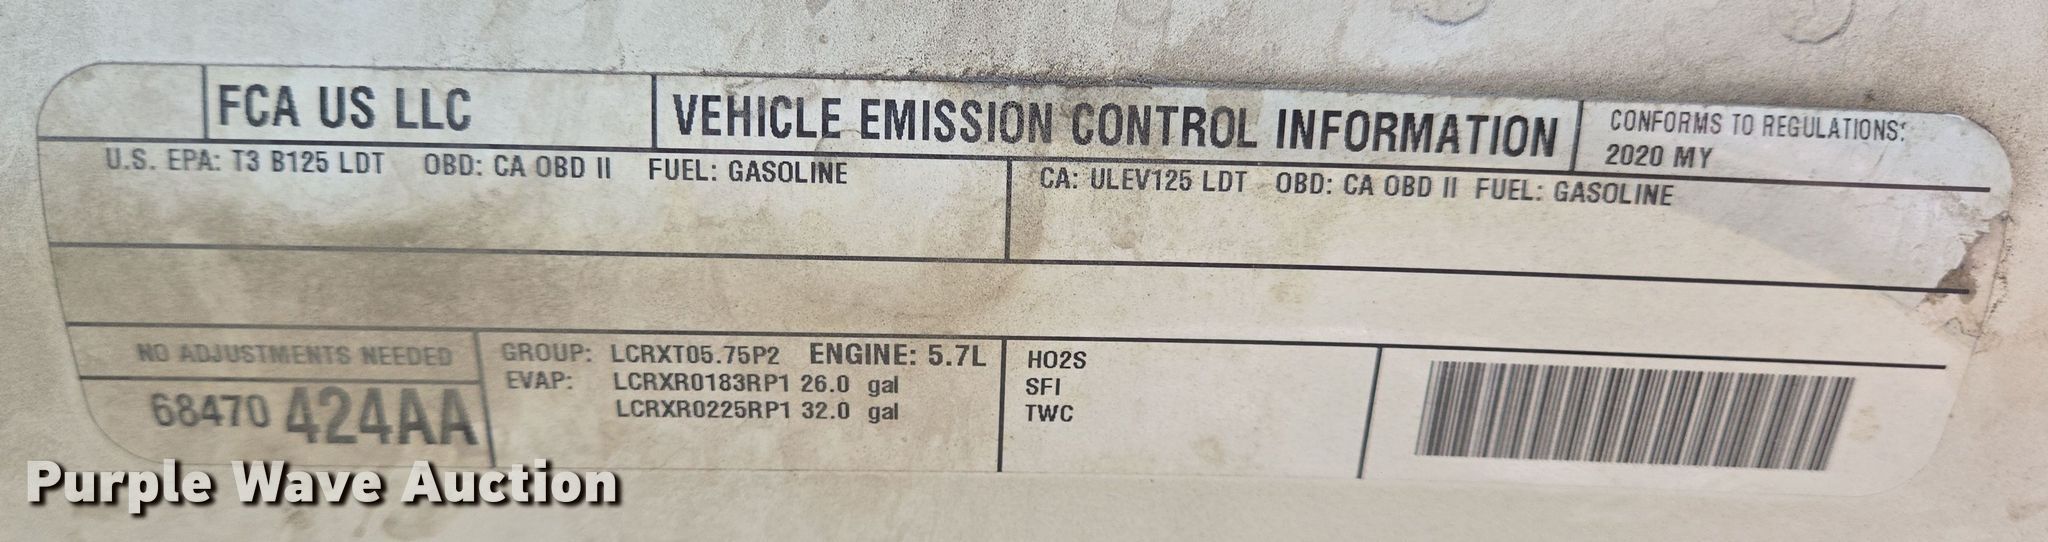 FCA US LLC
VEHICLE EMISSION CONTROL INFORMATION
CONFORMS TO REGULATIONS:
2020 MY
U.S. EPA: T3 B125 LDT OBD: CA OBD II FUEL: GASOLINE
CA: ULEV125 LDT OBD: CA OBD II FUEL: GASOLINE
NO ADJUSTMENTS NEEDED
68470 424AA
GROUP: LCRXT05.75P2 ENGINE: 5.7L
EVAP: LCRXR0183RP1 26.0 gal
LCRXR0225RP1 32.0 gal
HO2S
SFI
TWC
Purple Wave Auction